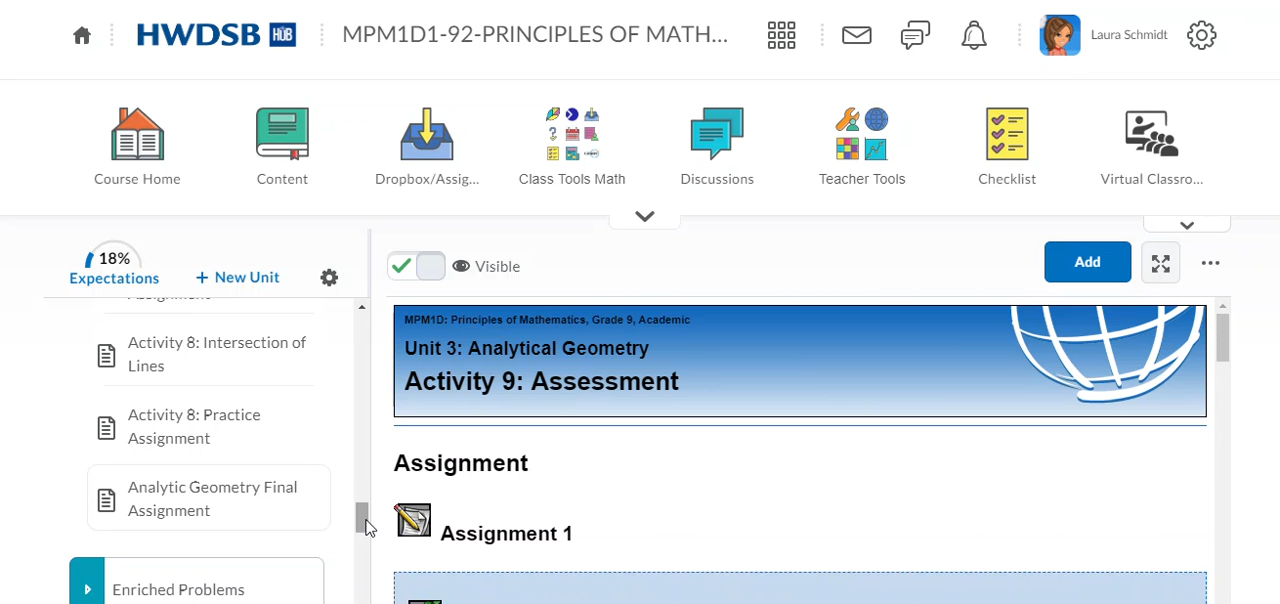 HWDSB HUB
MPM1D1-92-PRINCIPLES OF MATH...
Laura Schmidt
Course Home
Content
Dropbox/Assig...
Class Tools Math
Discussions
Teacher Tools
Checklist
Virtual Classro...
18%
Expectations
+ New Unit
Visible
Add
Assignment
Activity 8: Intersection of
Lines
Activity 8: Practice
Assignment
Analytic Geometry Final
Assignment
Enriched Problems
MPM1D: Principles of Mathematics, Grade 9, Academic
Unit 3: Analytical Geometry
Activity 9: Assessment
Assignment
Assignment 1